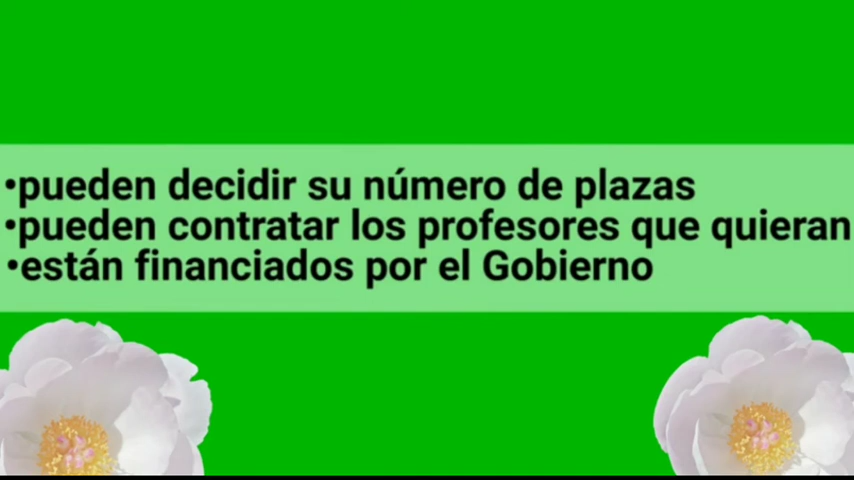 •pueden decidir su número de plazas
•pueden contratar los profesores que quieran
•están financiados por el Gobierno